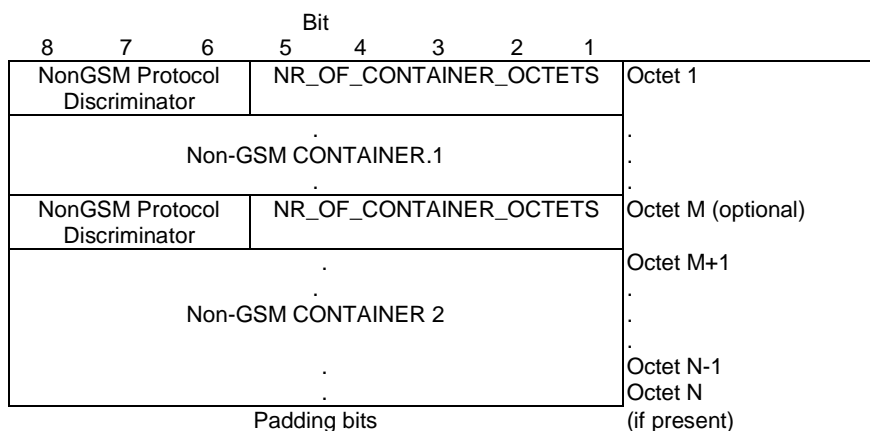 Bit
8 7 6 5 4 3 2 1
NonGSM Protocol Discriminator NR_OF_CONTAINER_OCTETS Octet 1
. .
Non-GSM CONTAINER.1 .
. .
NonGSM Protocol Discriminator NR_OF_CONTAINER_OCTETS Octet M (optional)
. Octet M+1
. .
Non-GSM CONTAINER 2 .
.
. Octet N-1
. Octet N
Padding bits (if present)